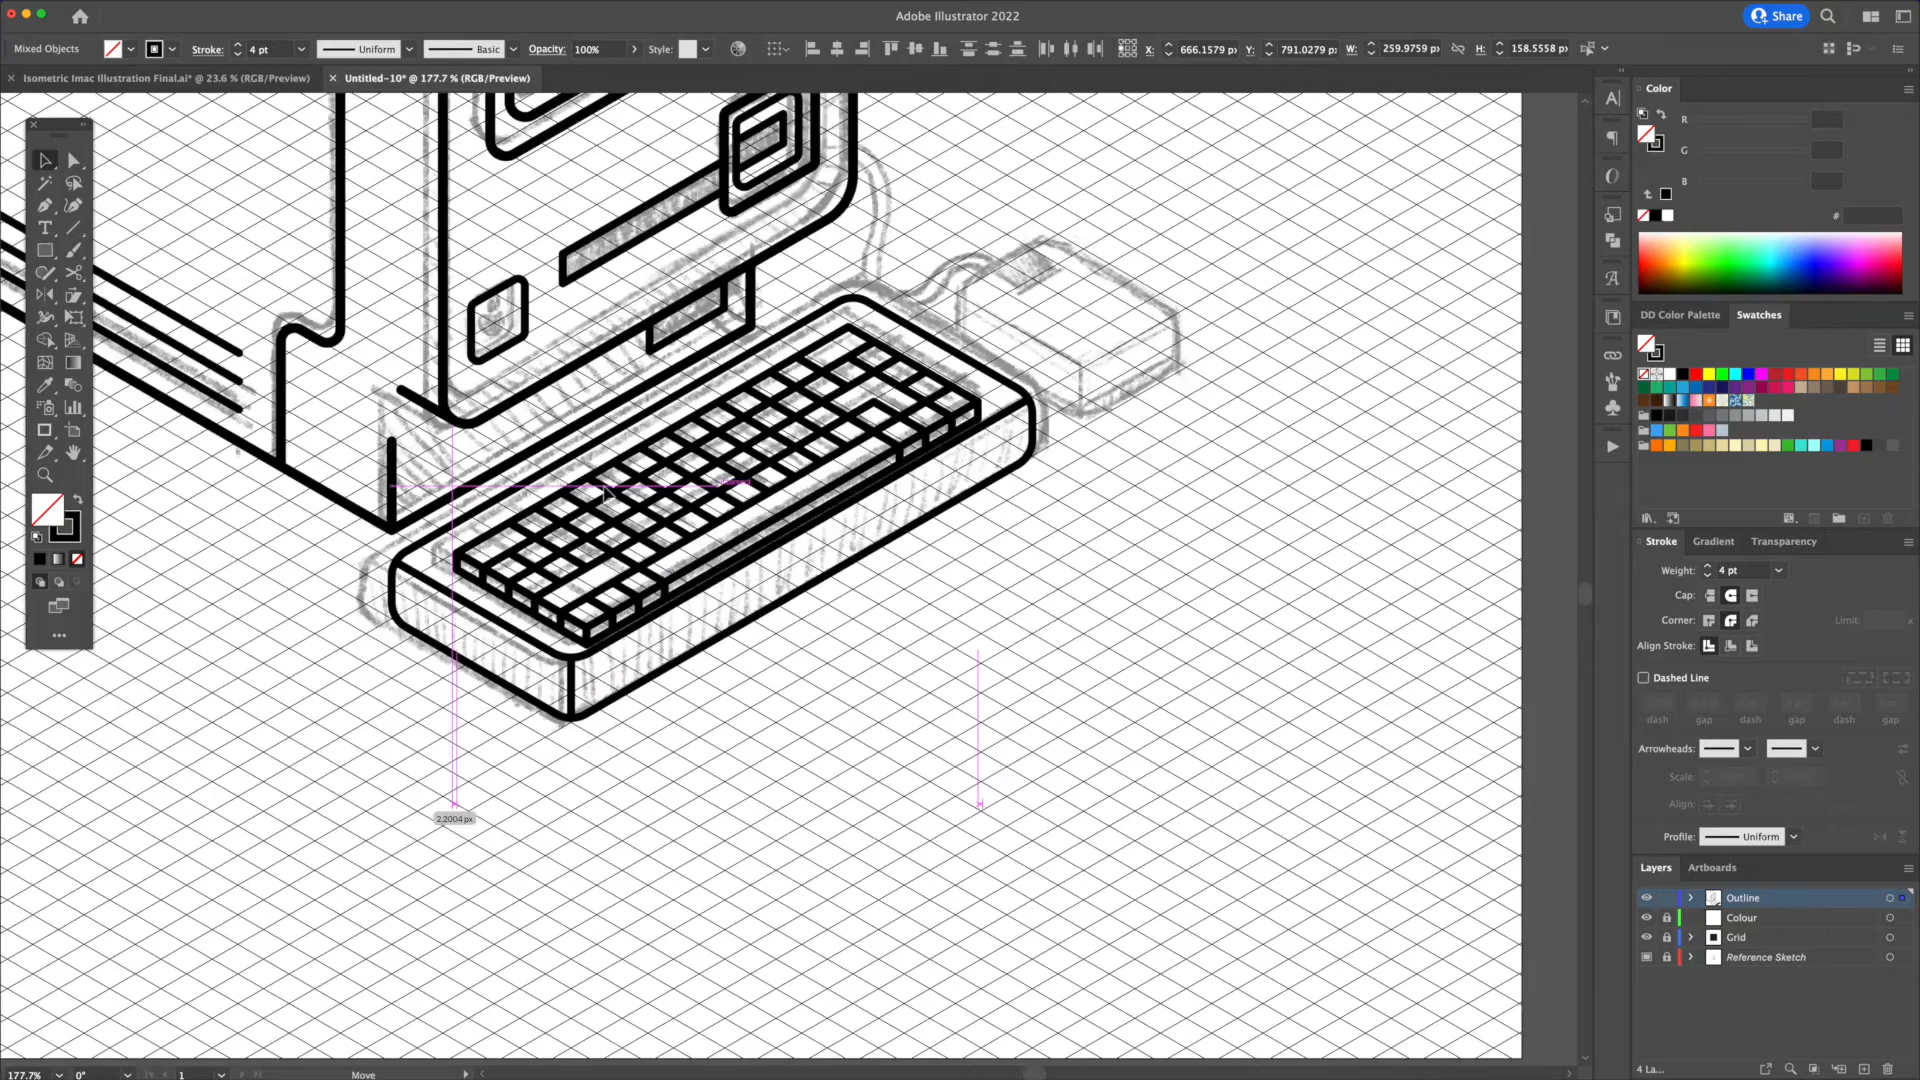 Adobe Illustrator 2022
Share
Mixed Objects
Stroke:
4 pt
Uniform
Basic
Opacity:
100%
Style:
X:
666.1579 px
Y:
791.0279 px
W:
259.9759 px
H:
158.5558 px
Isometric Imac Illustration Final.ai* @ 23.6 % (RGB/Preview)
Untitled-10* @ 177.7 % (RGB/Preview)
Color
R
G
B
#
DD Color Palette
Swatches
Stroke
Gradient
Transparency
Weight:
4 pt
Cap:
Corner:
Limit:
Align Stroke:
Dashed Line
dash
gap
dash
gap
dash
gap
Arrowheads:
Scale:
Align:
Profile:
Uniform
Layers
Artboards
Outline
Colour
Grid
Reference Sketch
4 La...
2.2004 px
177.7%
0°
1
Move